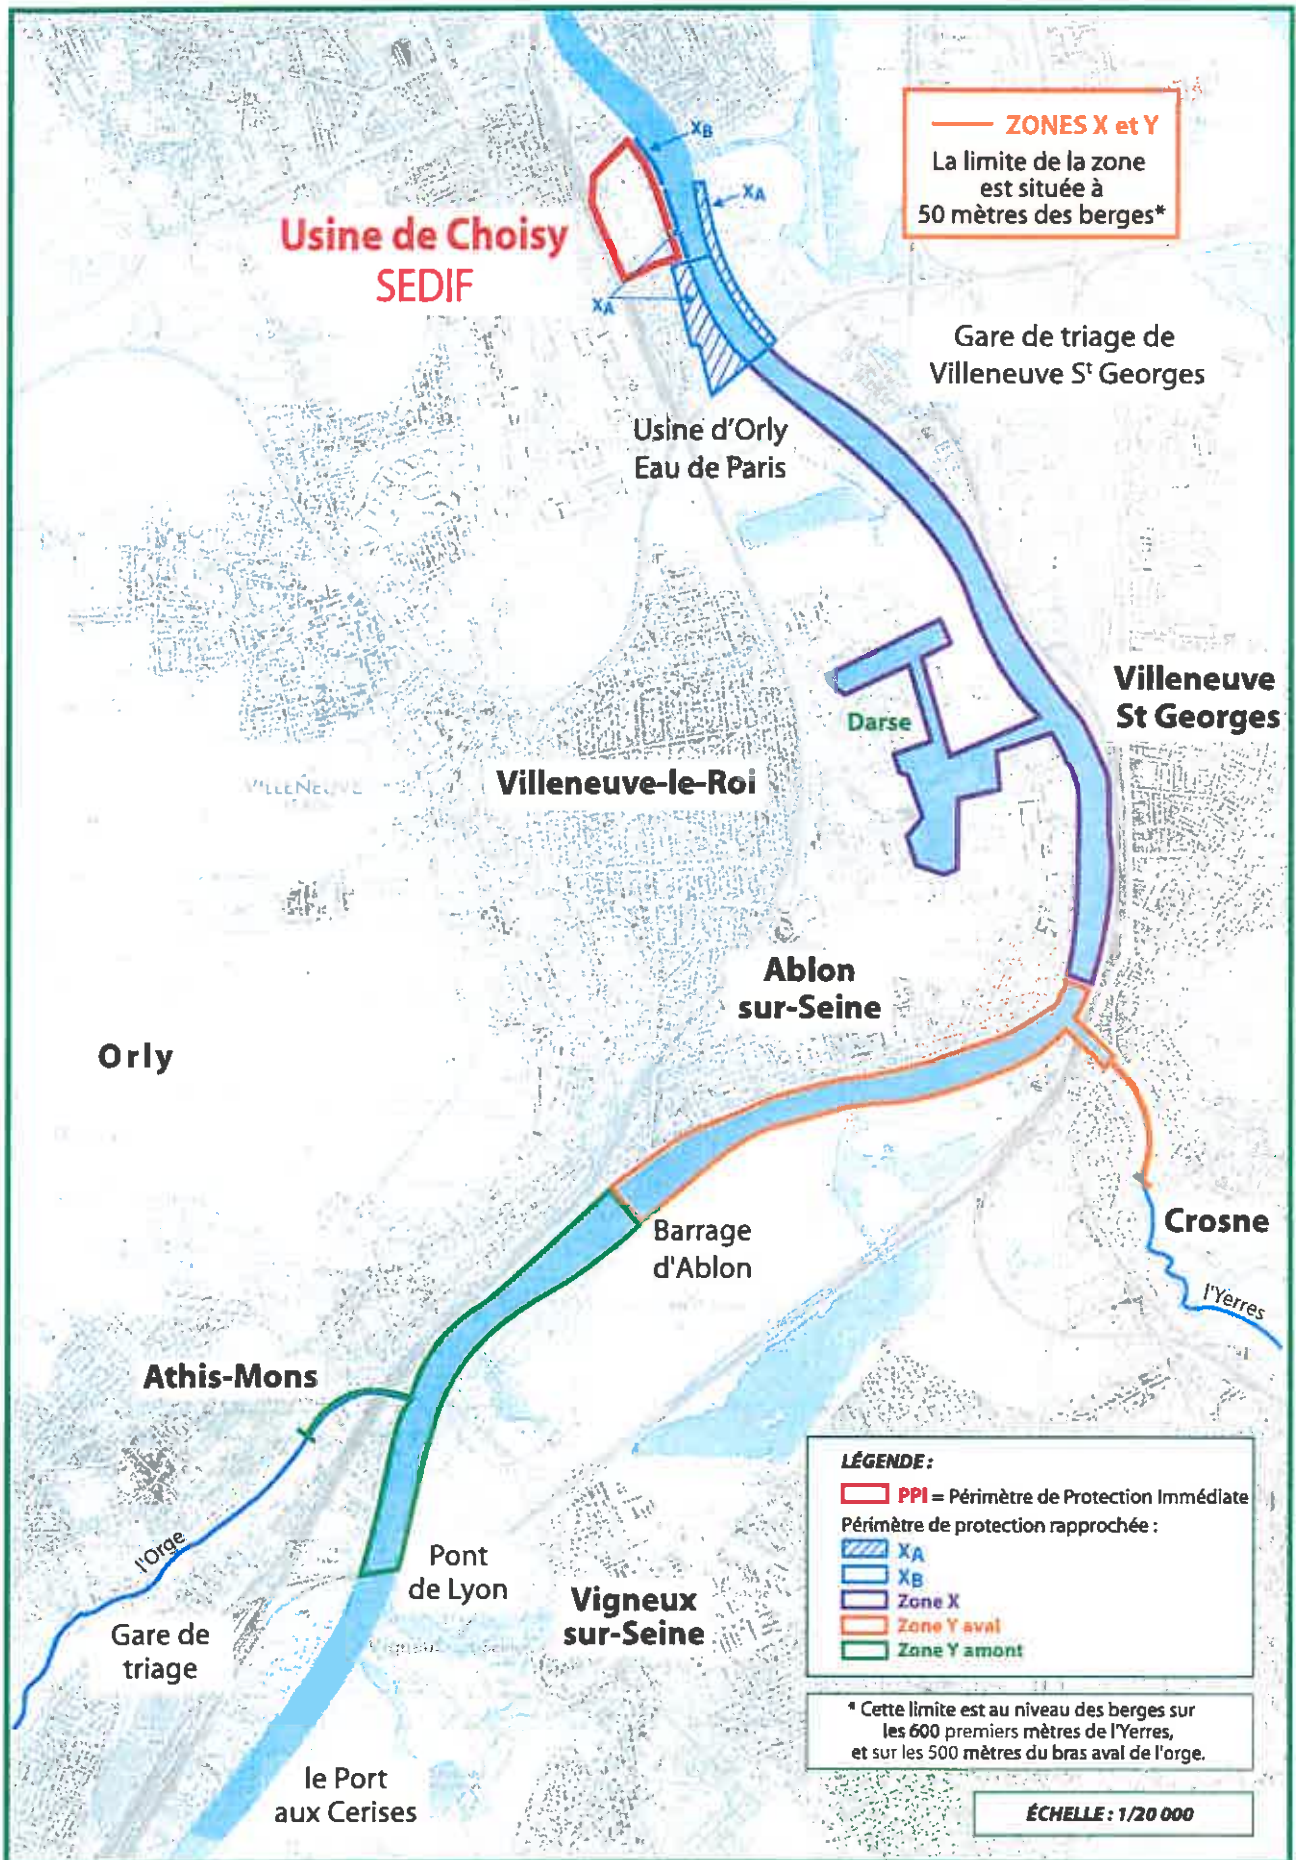 XB
XA
ZONES X et Y
La limite de la zone
est située à
50 mètres des berges*
Usine de Choisy
SEDIF
XA
Gare de triage de
Villeneuve St Georges
Usine d'Orly
Eau de Paris
Villeneuve
St Georges
Darse
VILLENEUVE
Villeneuve-le-Roi
Ablon
sur-Seine
Orly
Barrage
d'Ablon
Crosne
l'Yerres
Athis-Mons
l'Orge
Pont
de Lyon
Vigneux
sur-Seine
Gare de
triage
le Port
aux Cerises
LÉGENDE :
PPI = Périmètre de Protection Immédiate
Périmètre de protection rapprochée :
XA
XB
Zone X
Zone Y aval
Zone Y amont
* Cette limite est au niveau des berges sur
les 600 premiers mètres de l'Yerres,
et sur les 500 mètres du bras aval de l'orge.
ÉCHELLE : 1/20 000